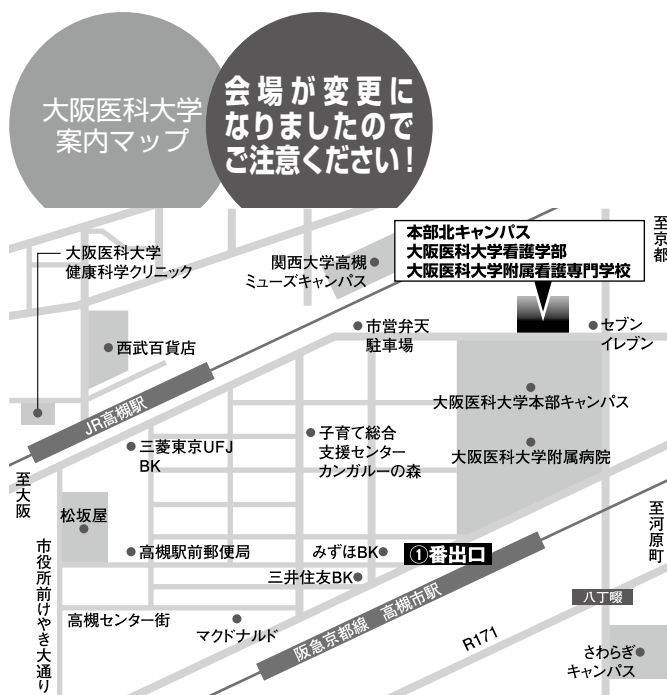 大阪医科大学
案内マップ
会場が変更に
なりましたので
ご注意ください!
至京都
本部北キャンパス
大阪医科大学看護学部
大阪医科大学附属看護専門学校
大阪医科大学
健康科学クリニック
関西大学高槻
ミューズキャンパス
市営弁天
駐車場
セブン
イレブン
西武百貨店
大阪医科大学本部キャンパス
JR高槻駅
子育て総合
支援センター
カンガルーの森
三菱東京UFJ
BK
大阪医科大学附属病院
至大阪
松坂屋
至河原町
市役所前けやき大通り
高槻駅前郵便局
みずほBK
①番出口
三井住友BK
八丁畷
高槻センター街
マクドナルド
阪急京都線 高槻市駅
R171
さわらぎ
キャンパス